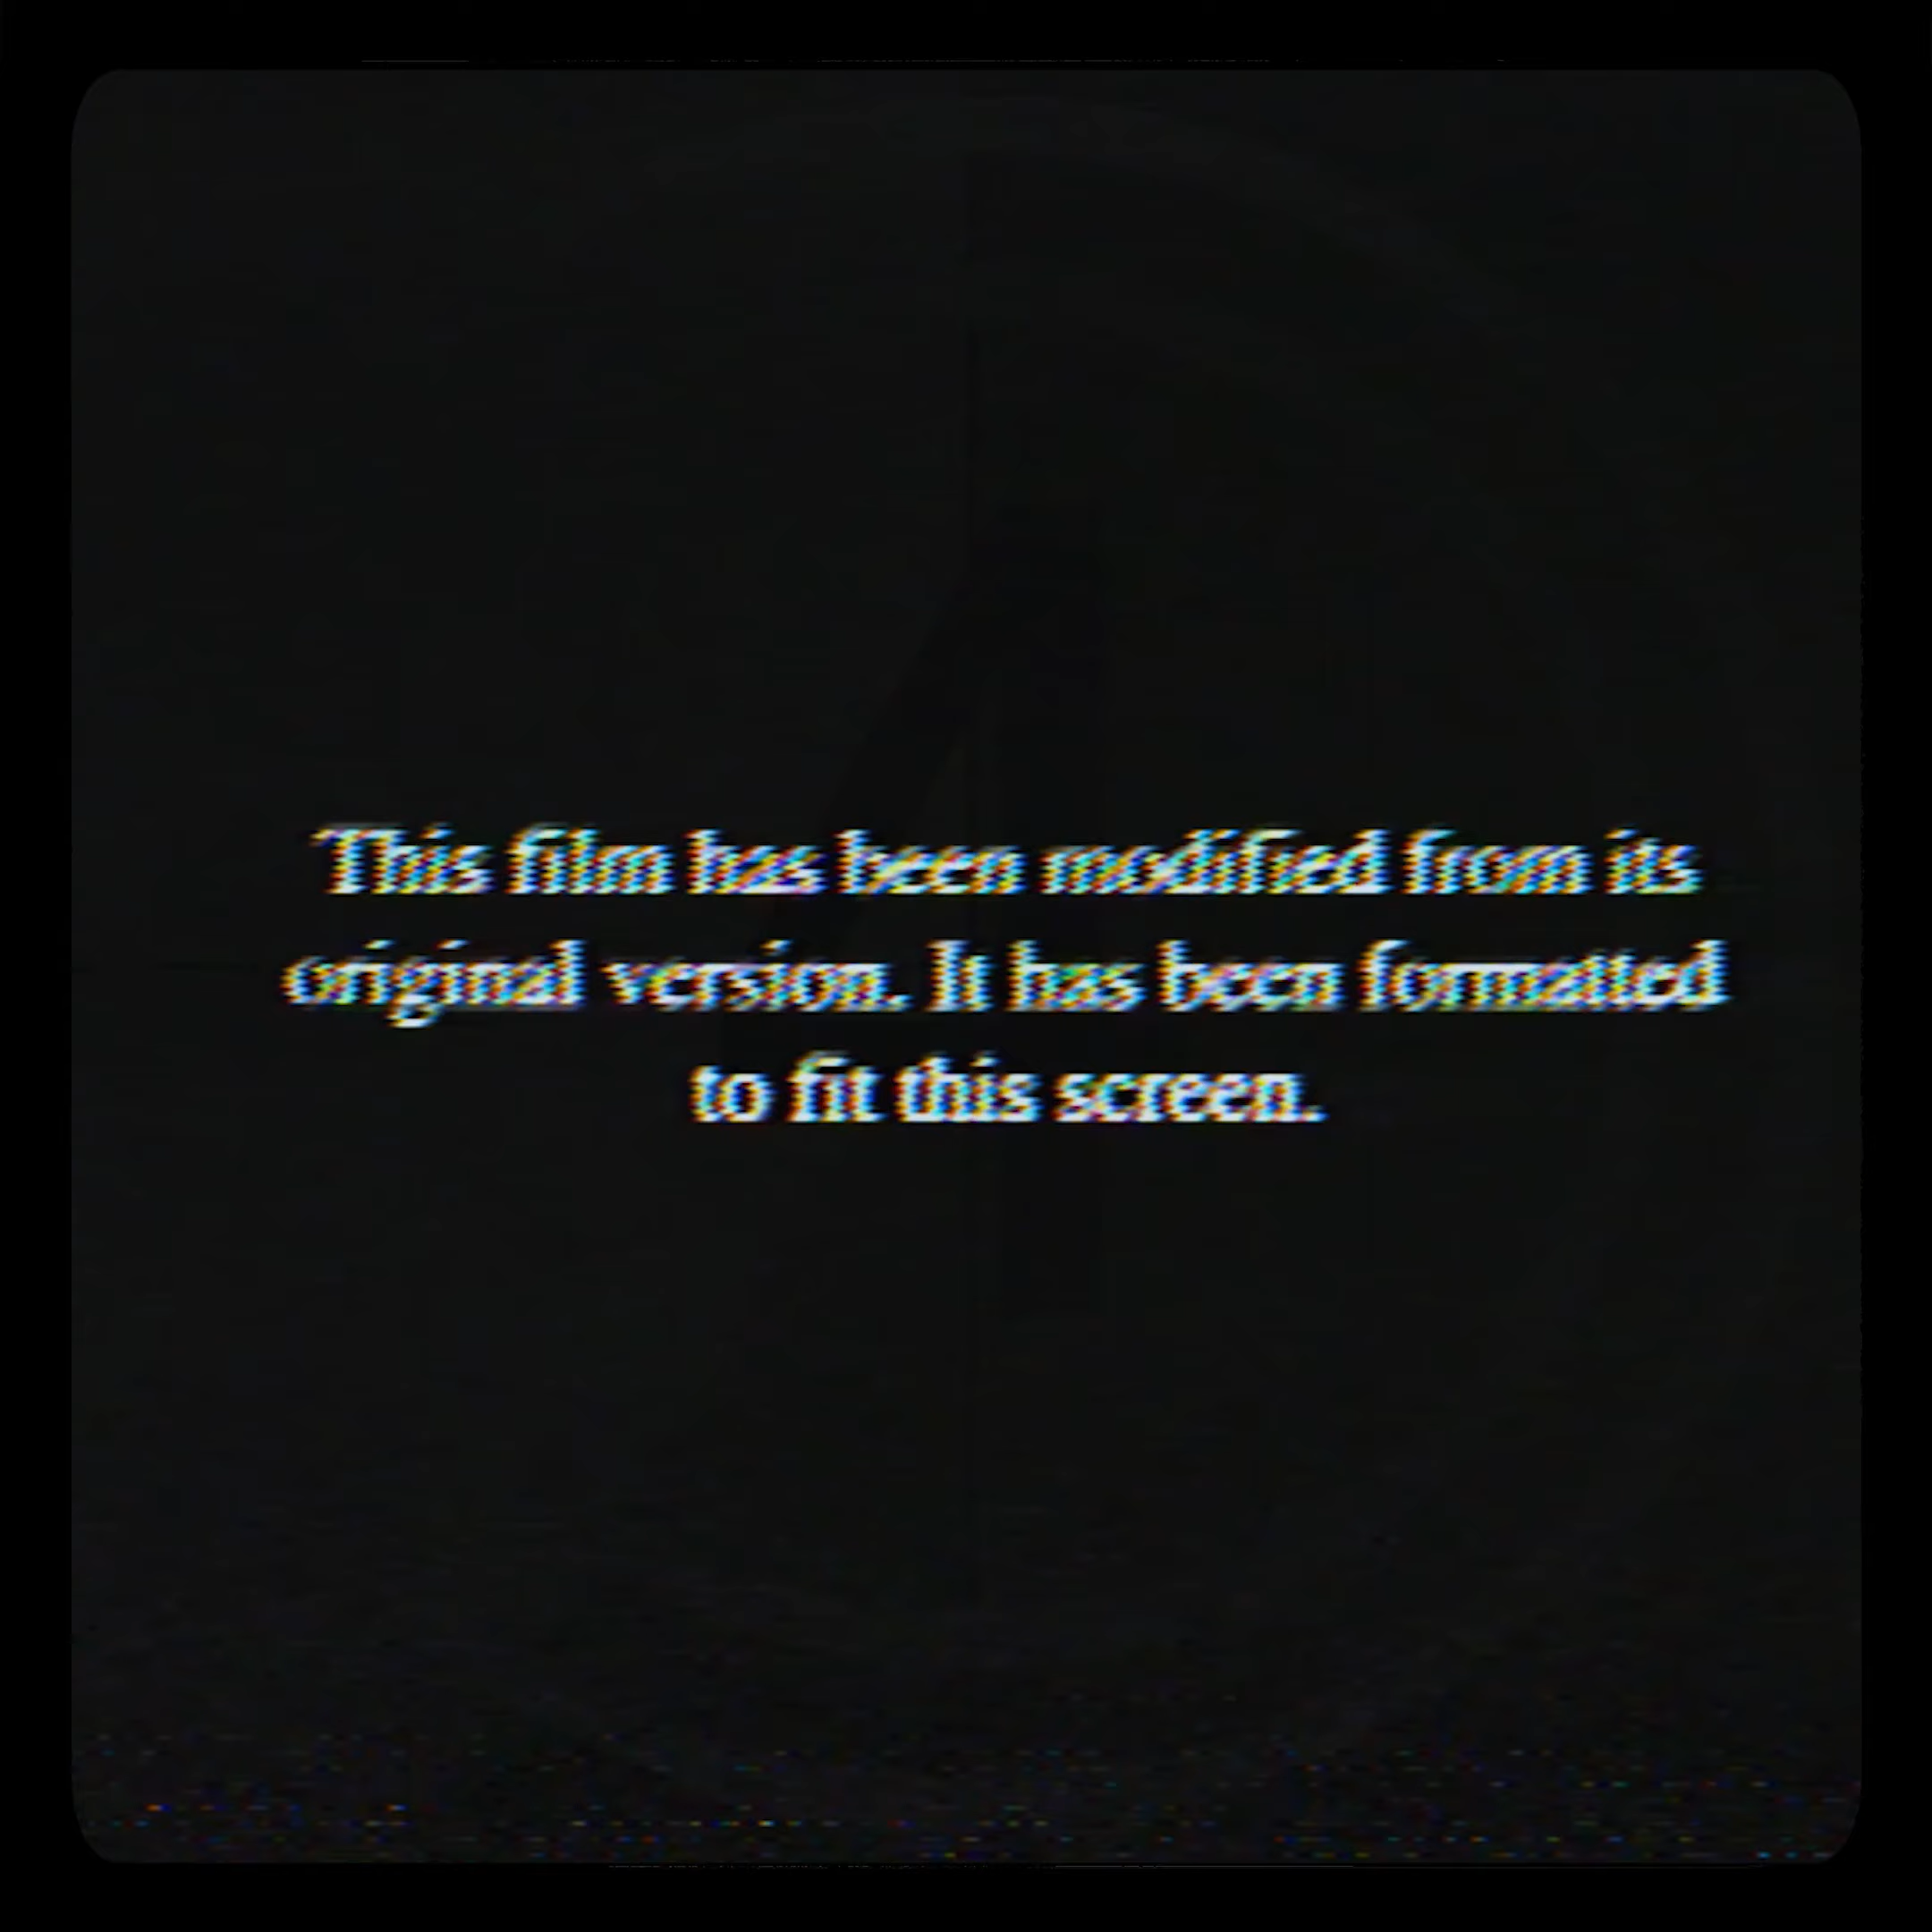 This film has been modified from its
original version. It has been formatted
to fit this screen.